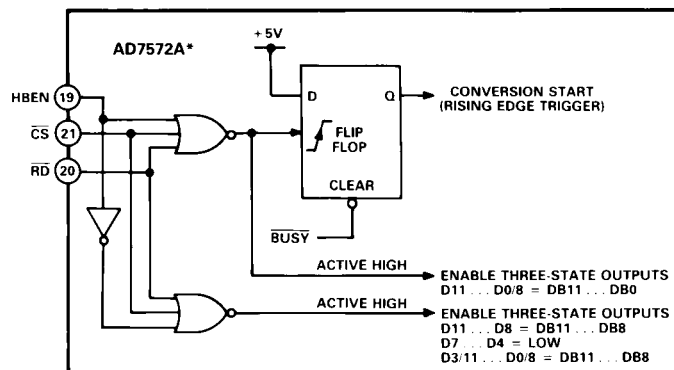 AD7572A*
+5V
HBEN 19
CS 21
RD 20
D Q
FLIP
FLOP
CLEAR
BUSY
CONVERSION START
(RISING EDGE TRIGGER)
ACTIVE HIGH
ENABLE THREE-STATE OUTPUTS
D11 ... D0/8 = DB11 ... DB0
ACTIVE HIGH
ENABLE THREE-STATE OUTPUTS
D11 ... D8 = DB11 ... DB8
D7 ... D4 = LOW
D3/11 ... D0/8 = DB11 ... DB8